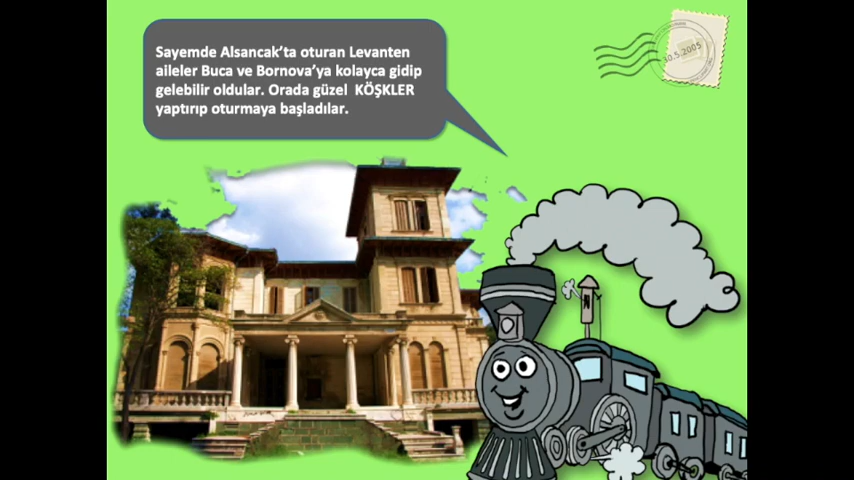 Sayemde Alsancak’ta oturan Levanten
aileler Buca ve Bornova’ya kolayca gidip
gelebilir oldular. Orada güzel  KÖŞKLER
yaptırıp oturmaya başladılar.
30.5.2005